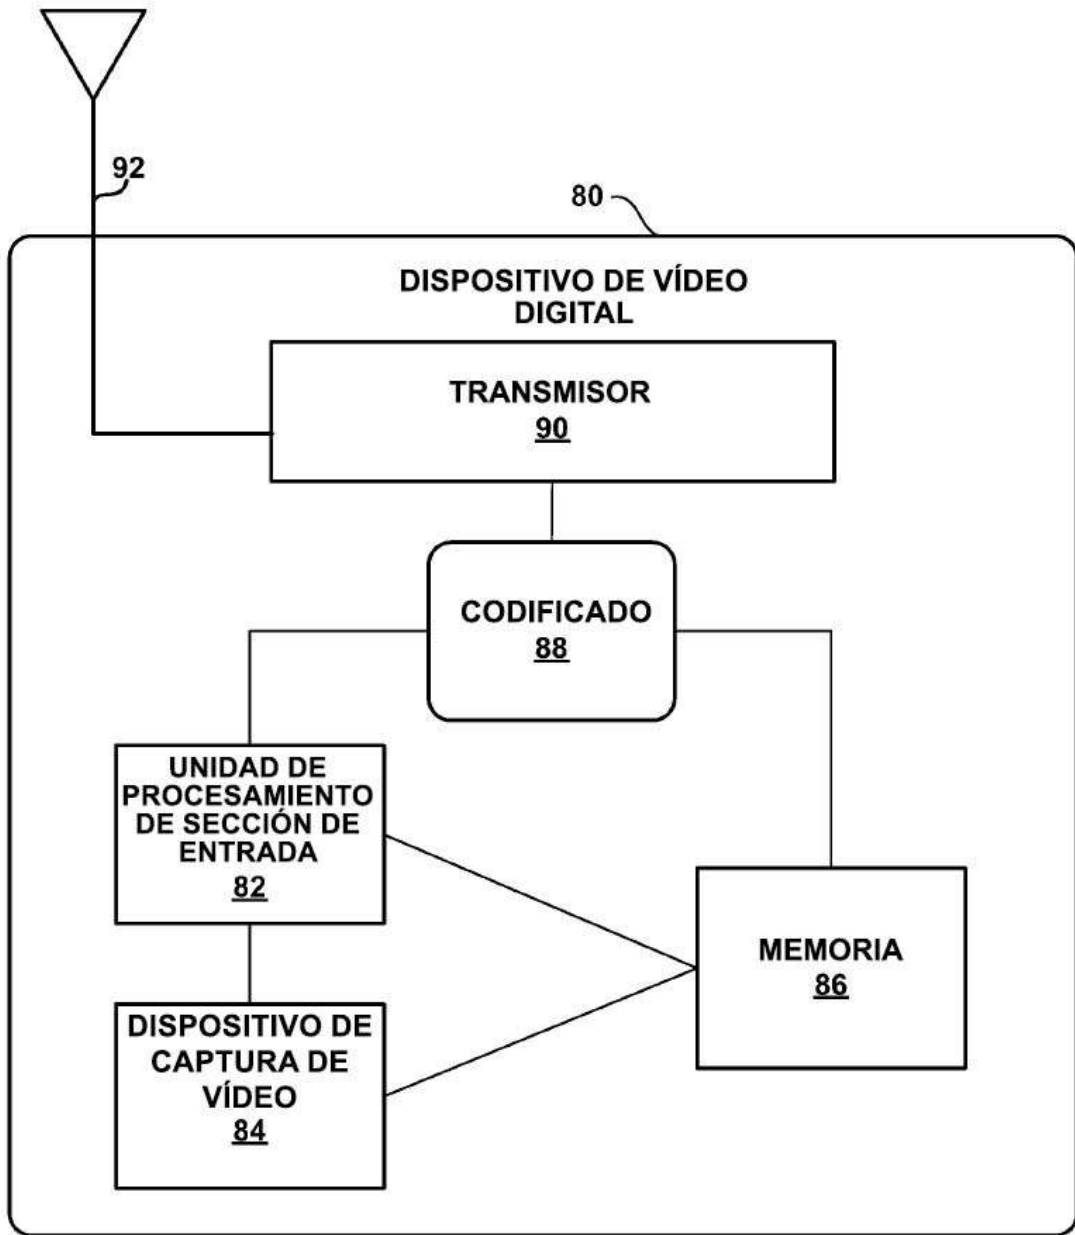 92
80
DISPOSITIVO DE VÍDEO
DIGITAL
TRANSMISOR
90
CODIFICADO
88
UNIDAD DE
PROCESAMIENTO
DE SECCIÓN DE
ENTRADA
82
MEMORIA
86
DISPOSITIVO DE
CAPTURA DE
VÍDEO
84